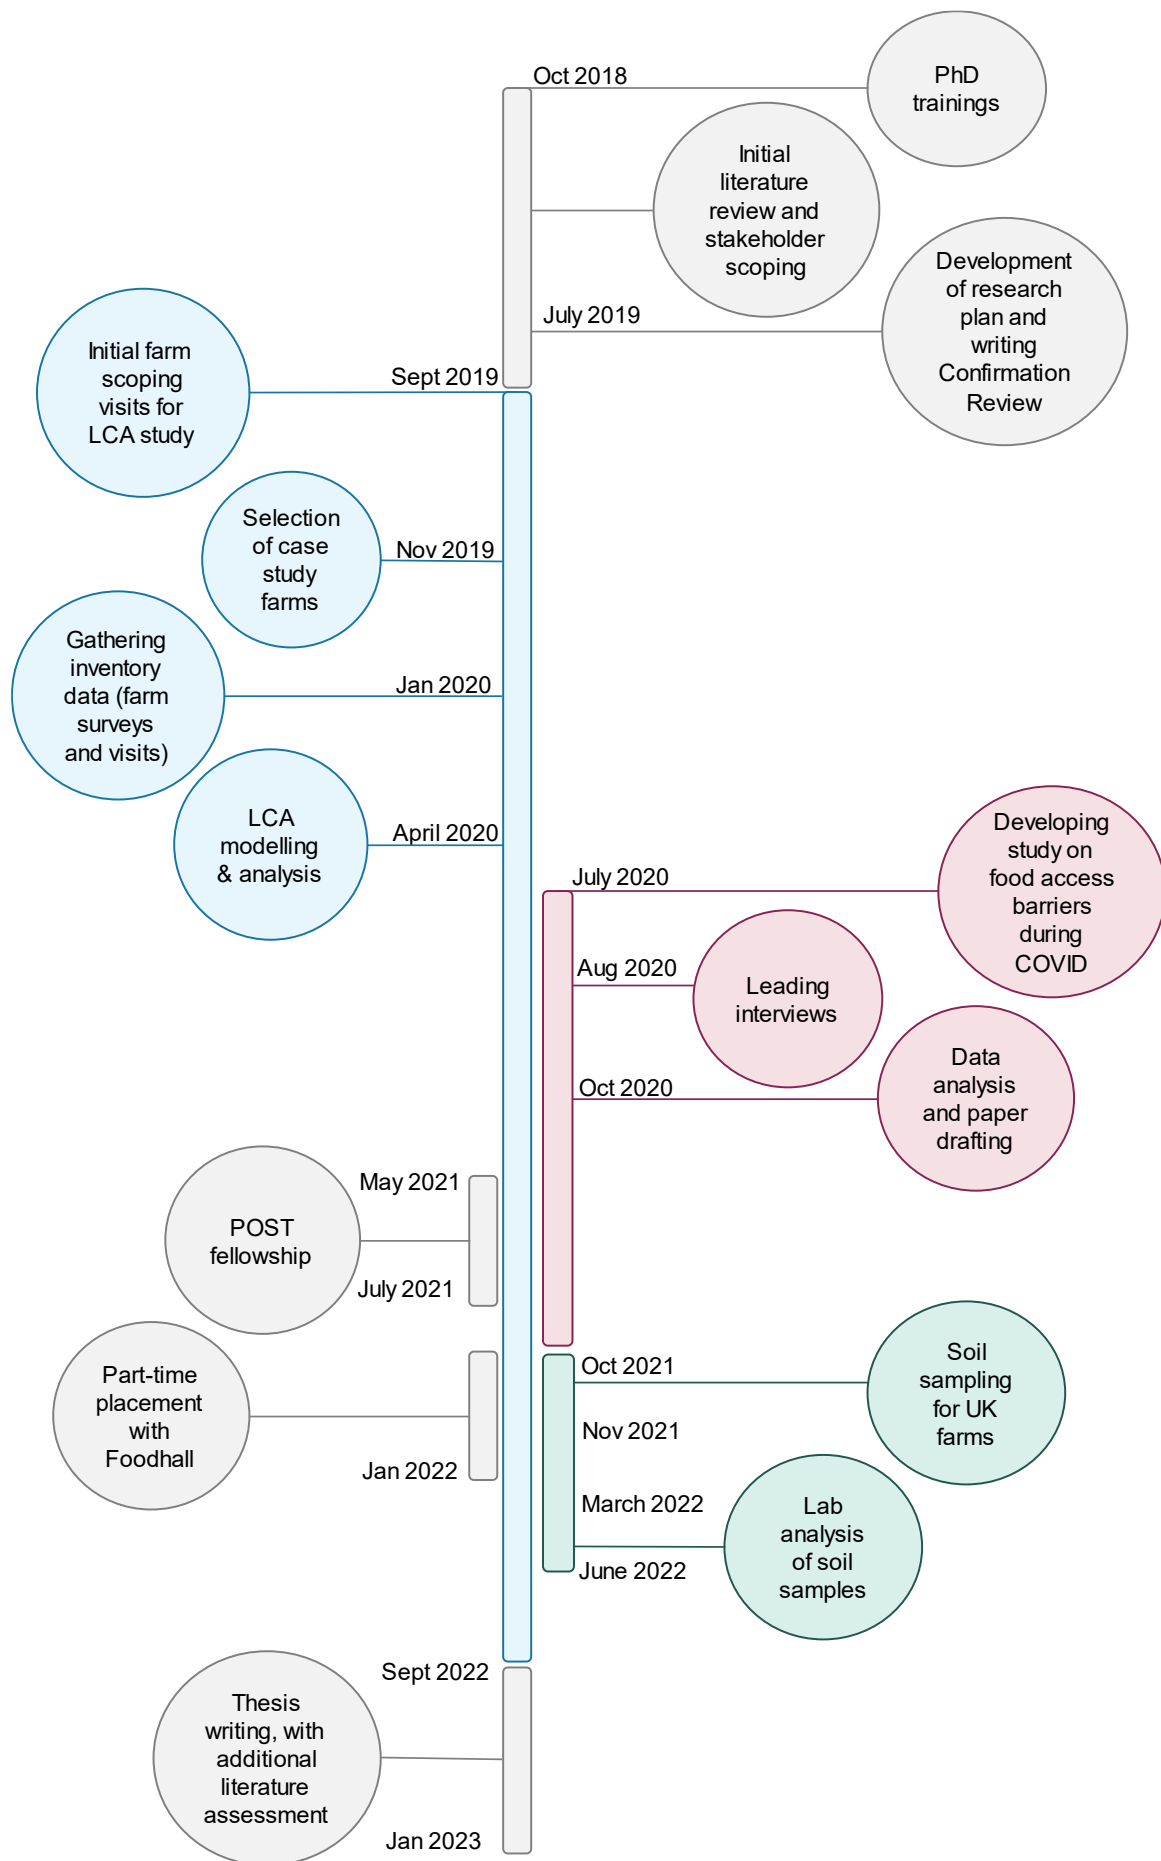 Oct 2018
PhD
trainings
Initial
literature
review and
stakeholder
scoping
July 2019
Development
of research
plan and
writing
Confirmation
Review
Sept 2019
Initial farm
scoping
visits for
LCA study
Nov 2019
Selection
of case
study
farms
Jan 2020
Gathering
inventory
data (farm
surveys
and visits)
April 2020
LCA
modelling
& analysis
July 2020
Developing
study on
food access
barriers
during
COVID
Aug 2020
Leading
interviews
Oct 2020
Data
analysis
and paper
drafting
May 2021
POST
fellowship
July 2021
Part-time
placement
with
Foodhall
Jan 2022
Oct 2021
Soil
sampling
for UK
farms
Nov 2021
March 2022
Lab
analysis
of soil
samples
June 2022
Sept 2022
Thesis
writing, with
additional
literature
assessment
Jan 2023